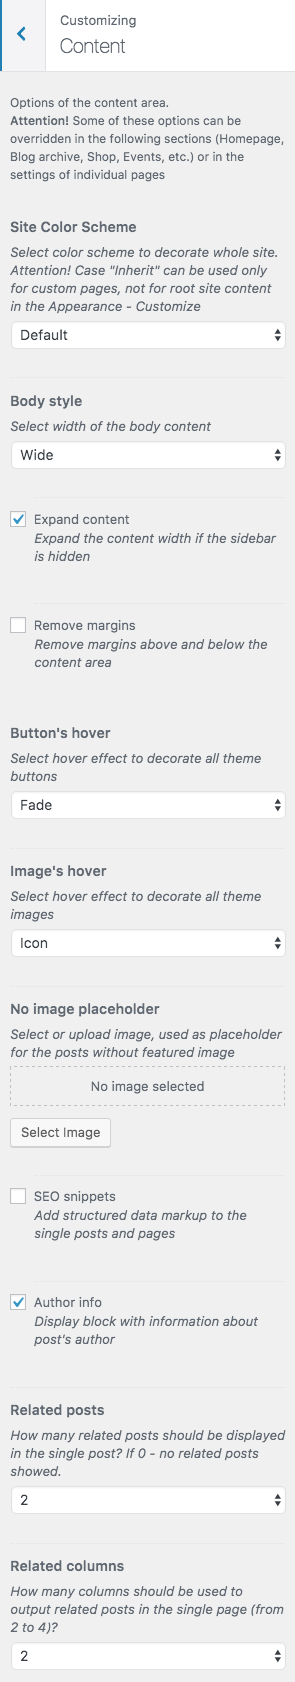 Customizing
Content
Options of the content area.
Attention! Some of these options can be
overridden in the following sections (Homepage,
Blog archive, Shop, Events, etc.) or in the
settings of individual pages
Site Color Scheme
Select color scheme to decorate whole site.
Attention! Case "Inherit" can be used only
for custom pages, not for root site content
in the Appearance - Customize
Default
Body style
Select width of the body content
Wide
Expand content
Expand the content width if the sidebar
is hidden
Remove margins
Remove margins above and below the
content area
Button's hover
Select hover effect to decorate all theme
buttons
Fade
Image's hover
Select hover effect to decorate all theme
images
Icon
No image placeholder
Select or upload image, used as placeholder
for the posts without featured image
No image selected
Select Image
SEO snippets
Add structured data markup to the
single posts and pages
Author info
Display block with information about
post's author
Related posts
How many related posts should be displayed
in the single post? If 0 - no related posts
showed.
2
Related columns
How many columns should be used to
output related posts in the single page (from
2 to 4)?
2